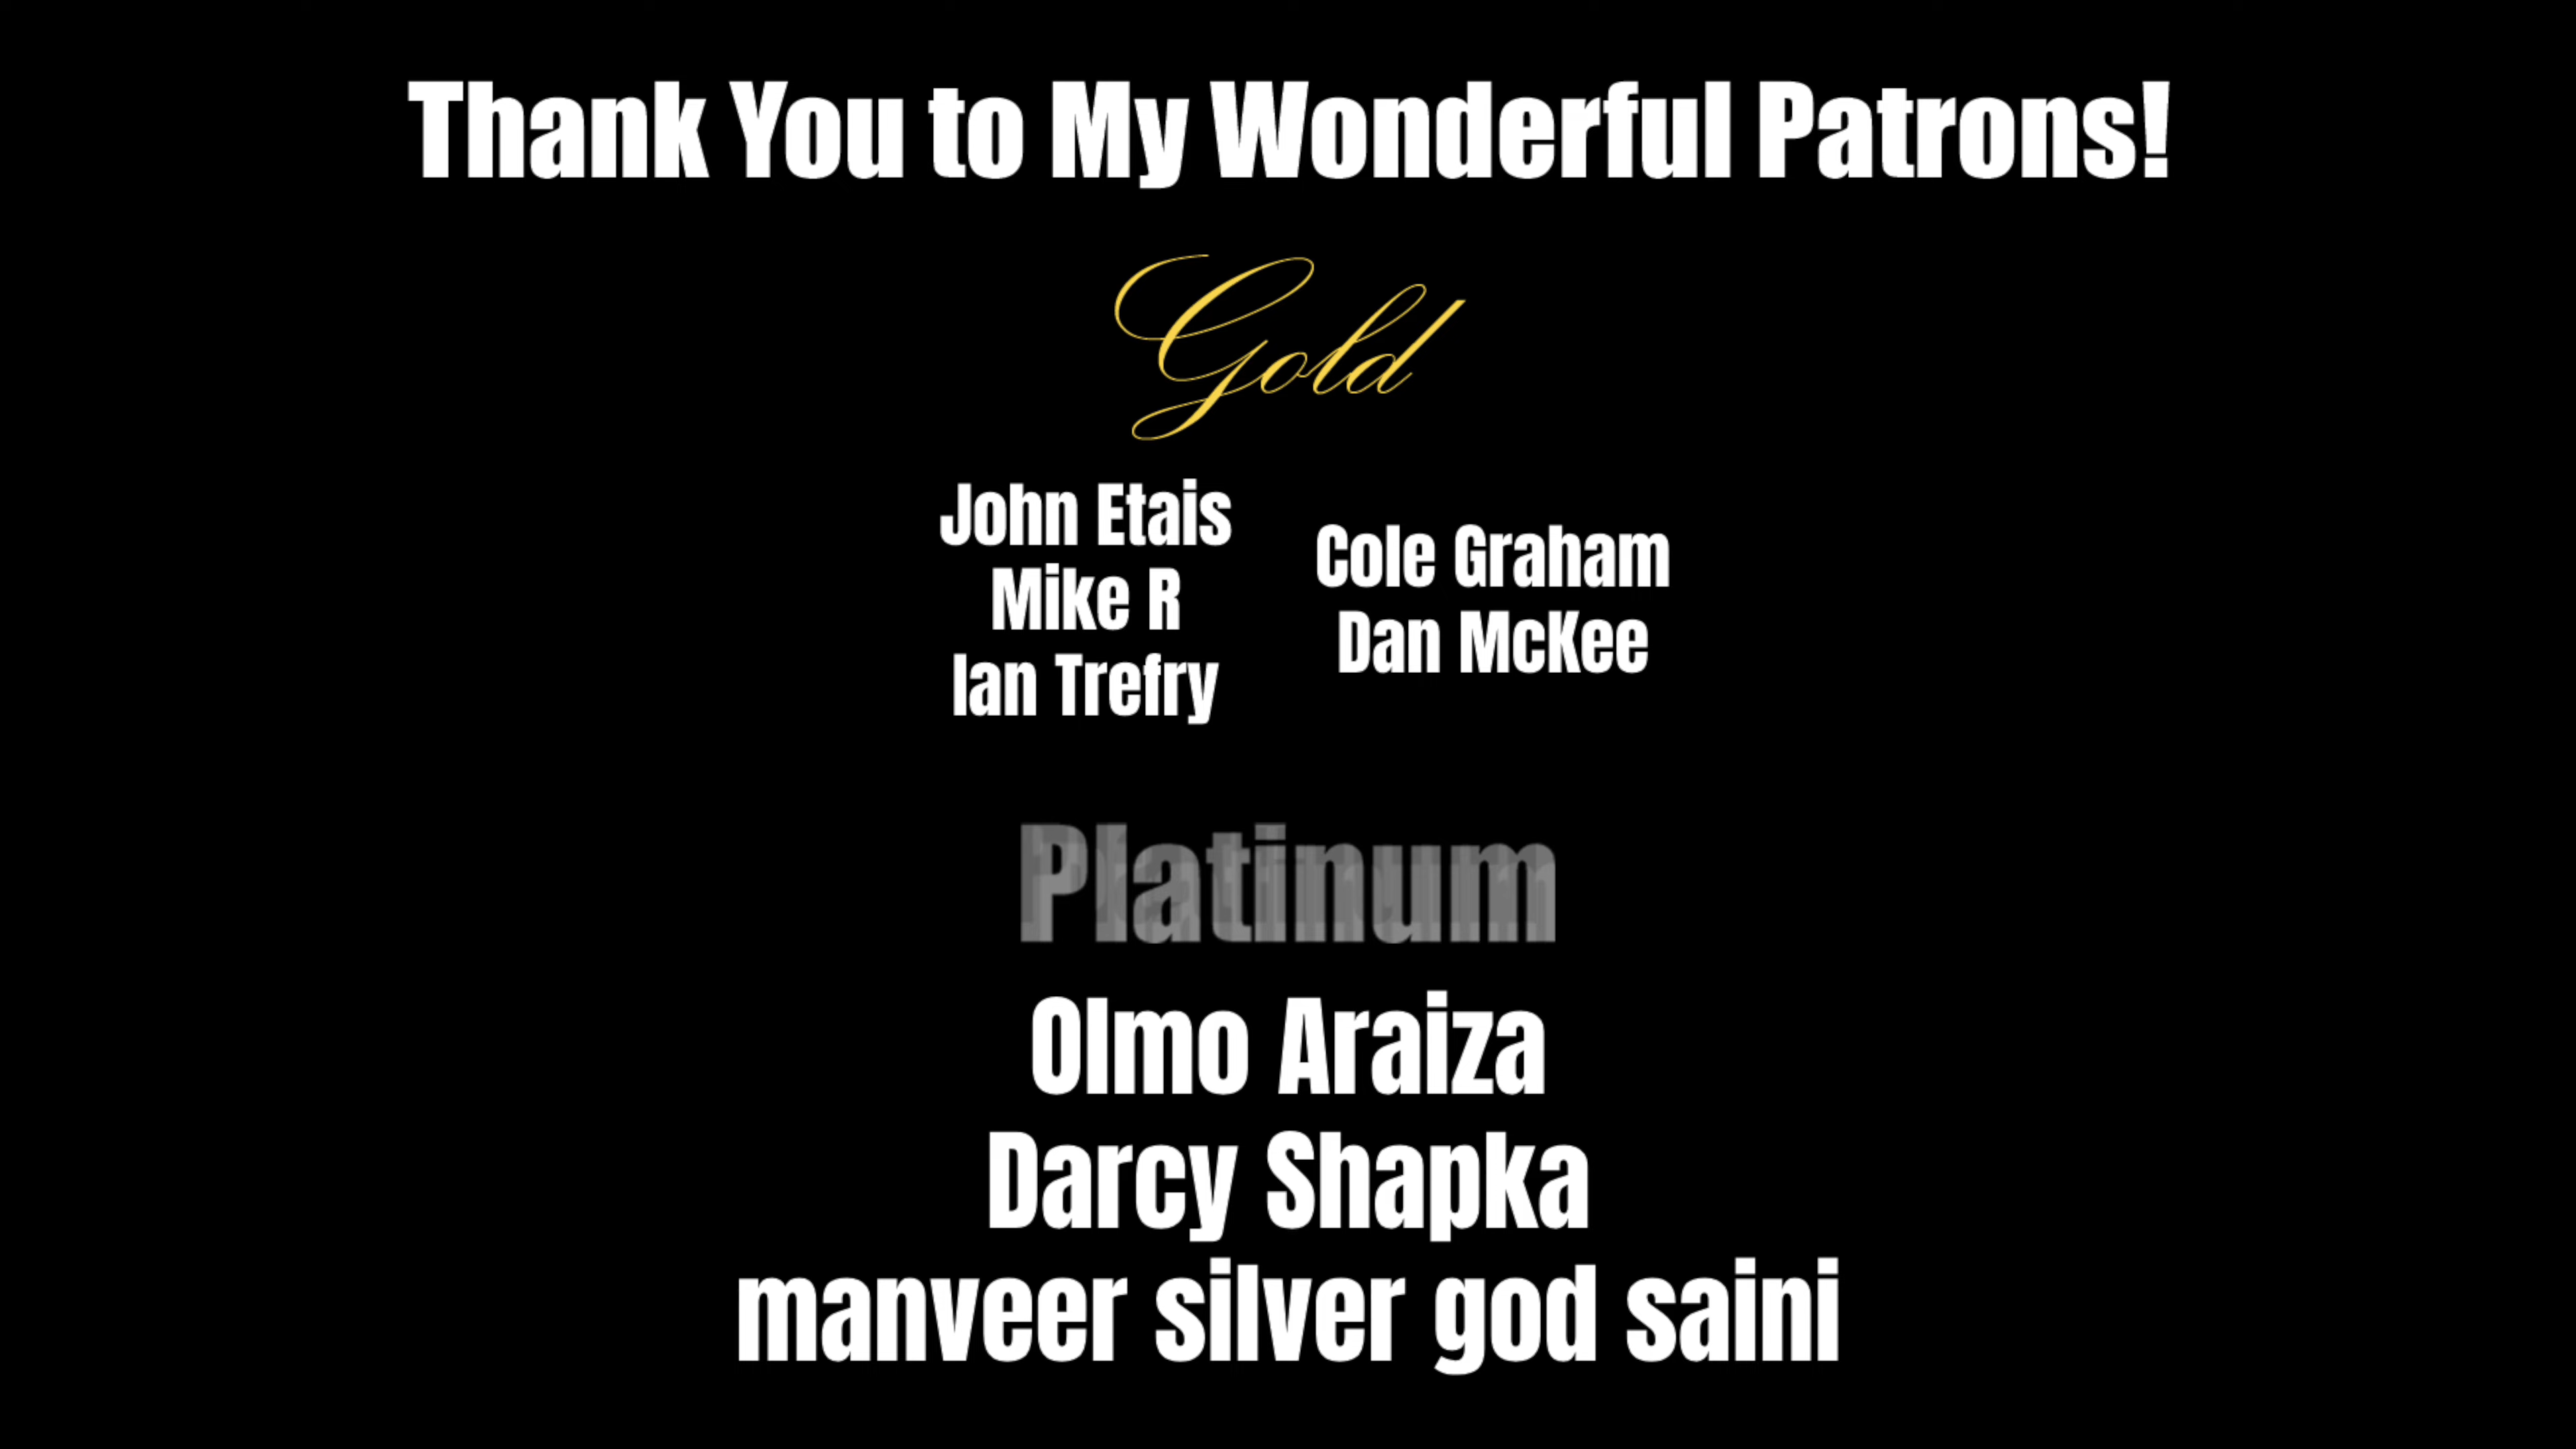 Thank You to My Wonderful Patrons!
Gold
John Etais
Mike R
Ian Trefry
Cole Graham
Dan McKee
Platinum
Olmo Araiza
Darcy Shapka
manveer silver god saini